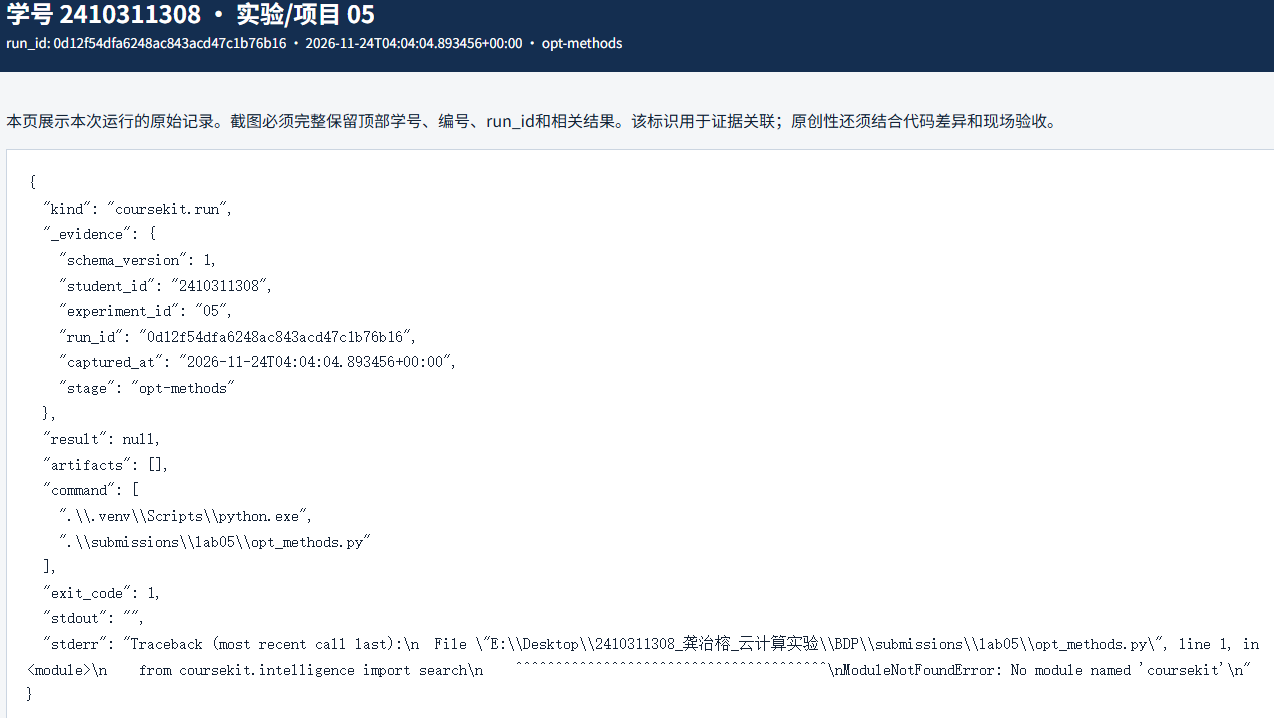 学号 2410311308 · 实验/项目 05
run_id: 0d12f54dfa6248ac843acd47c1b76b16 · 2026-11-24T04:04:04.893456+00:00 · opt-methods
本页展示本次运行的原始记录。截图必须完整保留顶部学号、编号、run_id和相关结果。该标识用于证据关联；原创性还须结合代码差异和现场验收。
{
  "kind": "coursekit.run",
  "_evidence": {
    "schema_version": 1,
    "student_id": "2410311308",
    "experiment_id": "05",
    "run_id": "0d12f54dfa6248ac843acd47c1b76b16",
    "captured_at": "2026-11-24T04:04:04.893456+00:00",
    "stage": "opt-methods"
  },
  "result": null,
  "artifacts": [],
  "command": [
    ".\\.venv\\Scripts\\python.exe",
    ".\\submissions\\lab05\\opt_methods.py"
  ],
  "exit_code": 1,
  "stdout": "",
  "stderr": "Traceback (most recent call last):\n  File \"E:\\Desktop\\2410311308_龚治榕_云计算实验\\BDP\\submissions\\lab05\\opt_methods.py\", line 1, in
<module>\n    from coursekit.intelligence import search\n    ^^^^^^^^^^^^^^^^^^^^^^^^^^^^^^^^^^^^^^^\nModuleNotFoundError: No module named 'coursekit'\n"
}